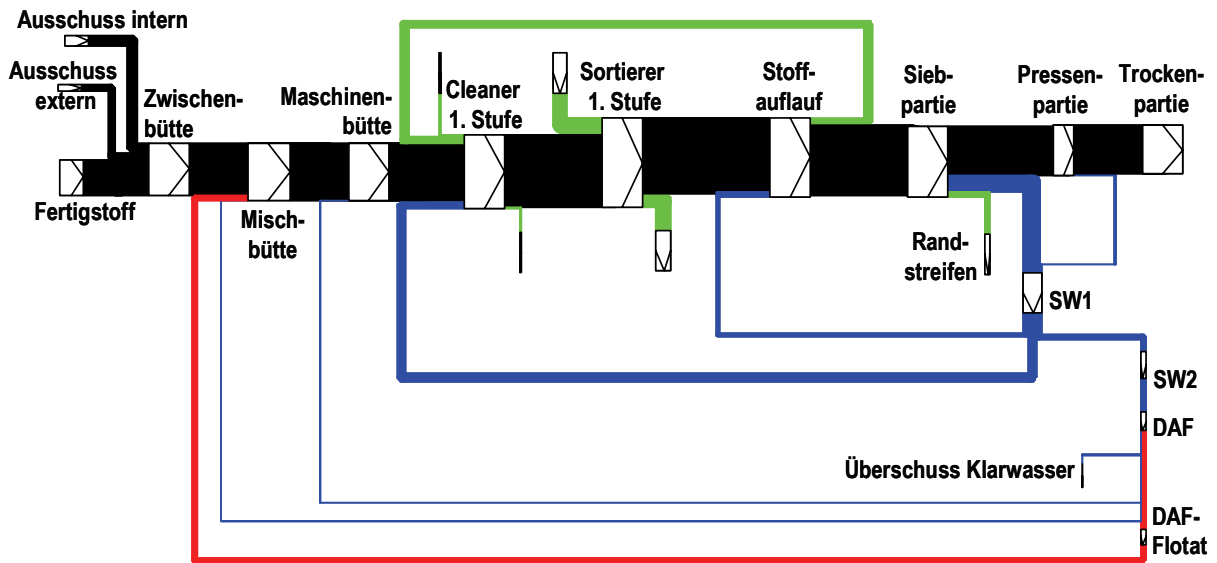 Ausschuss intern
Ausschuss
extern
Zwischen-
bütte
Maschinen-
bütte
Cleaner
1. Stufe
Sortierer
1. Stufe
Stoff-
auflauf
Sieb-
partie
Pressen-
partie
Trocken-
partie
Fertigstoff
Misch-
bütte
Rand-
streifen
SW1
SW2
DAF
Überschuss Klarwasser
DAF-
Flotat